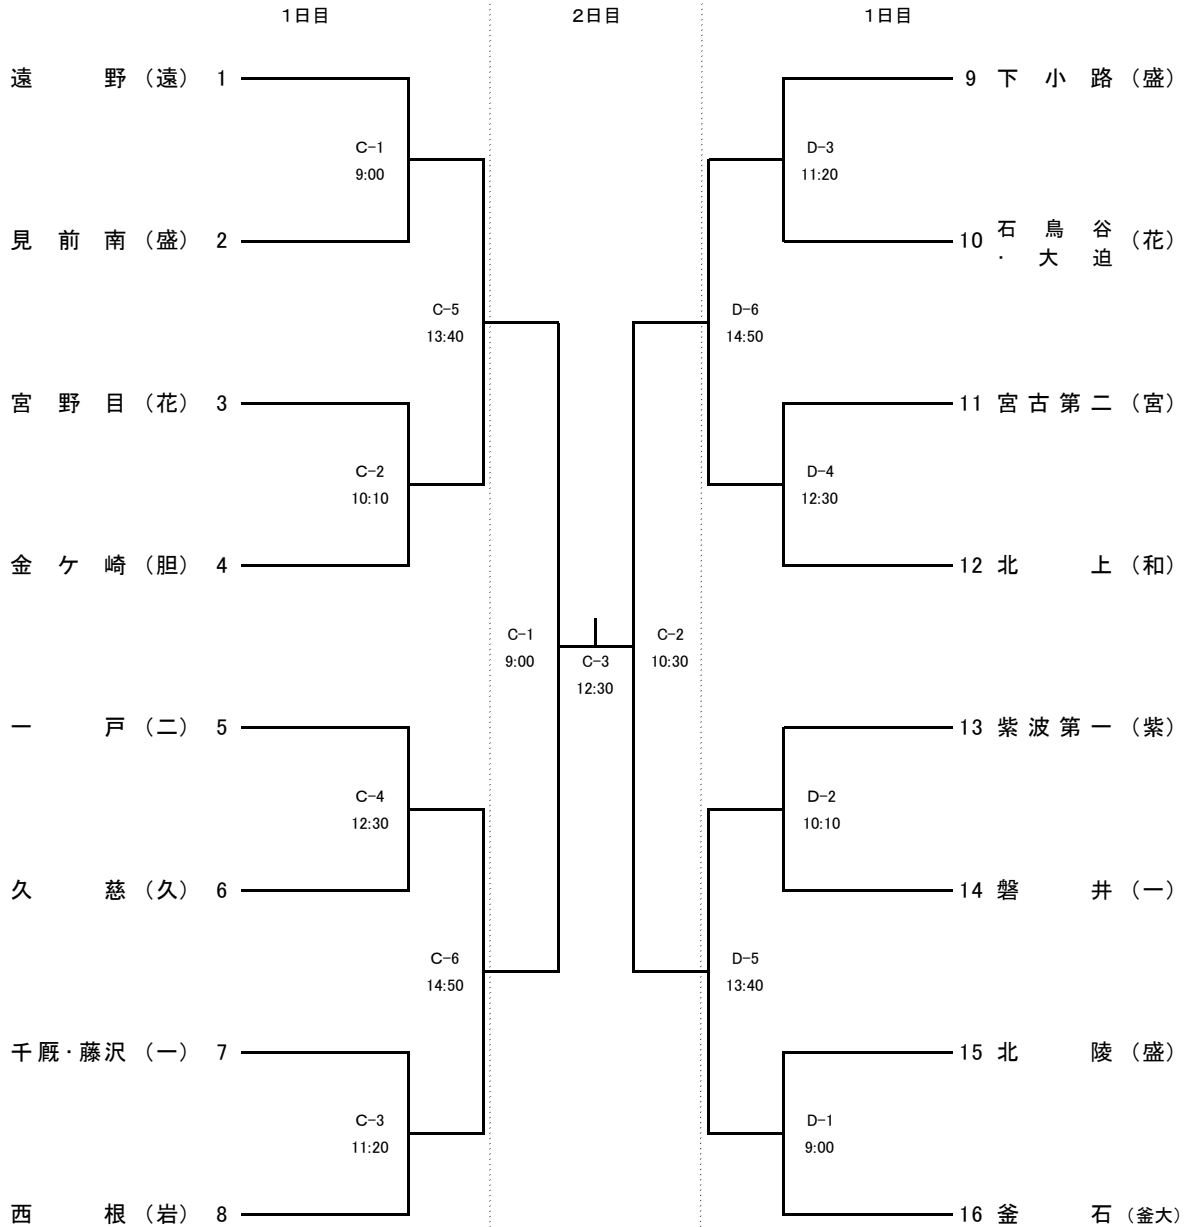 1日目
2日目
1日目
遠野（遠） 1
C-1
9:00
見前南（盛） 2
C-5
13:40
宮野目（花） 3
C-2
10:10
金ケ崎（胆） 4
C-1
9:00
一戸（二） 5
C-4
12:30
久慈（久） 6
C-6
14:50
千厩・藤沢（一） 7
C-3
11:20
西根（岩） 8
C-3
12:30
C-2
10:30
9 下小路（盛）
D-3
11:20
10 石鳥谷
・大迫
（花）
D-6
14:50
11 宮古第二（宮）
D-4
12:30
12 北上（和）
13 紫波第一（紫）
D-2
10:10
14 磐井（一）
D-5
13:40
15 北陵（盛）
D-1
9:00
16 釜石（釜大）